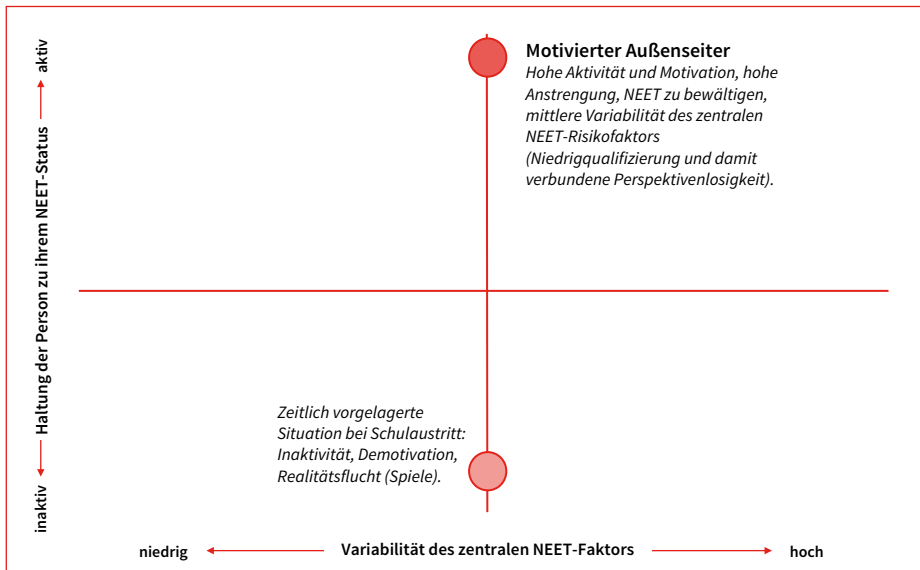 Motivierter Außenseiter
Hohe Aktivität und Motivation, hohe
Anstrengung, NEET zu bewältigen,
mittlere Variabilität des zentralen
NEET-Risikofaktors
(Niedrigqualifizierung und damit
verbundene Perspektivenlosigkeit).
aktiv
Haltung der Person zu ihrem NEET-Status
inaktiv
Zeitlich vorgelagerte
Situation bei Schulaustritt:
Inaktivität, Demotivation,
Realitätsflucht (Spiele).
niedrig
Variabilität des zentralen NEET-Faktors
hoch